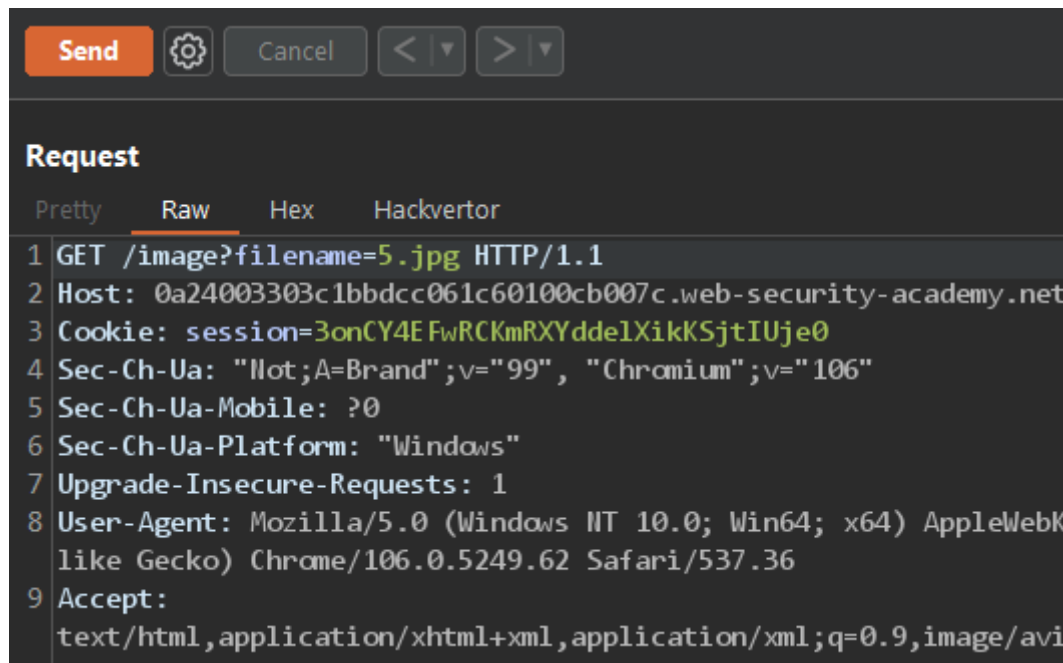 Send Cancel < ▼ > ▼
Request
Pretty Raw Hex Hackvertor
1 GET /image?filename=5.jpg HTTP/1.1
2 Host: 0a24003303c1bbdcc061c60100cb007c.web-security-academy.net
3 Cookie: session=3onCY4EFwRCKmRXYddelXikKSjtIUje0
4 Sec-Ch-Ua: "Not;A=Brand";v="99", "Chromium";v="106"
5 Sec-Ch-Ua-Mobile: ?0
6 Sec-Ch-Ua-Platform: "Windows"
7 Upgrade-Insecure-Requests: 1
8 User-Agent: Mozilla/5.0 (Windows NT 10.0; Win64; x64) AppleWebK
like Gecko) Chrome/106.0.5249.62 Safari/537.36
9 Accept:
text/html,application/xhtml+xml,application/xml;q=0.9,image/avi